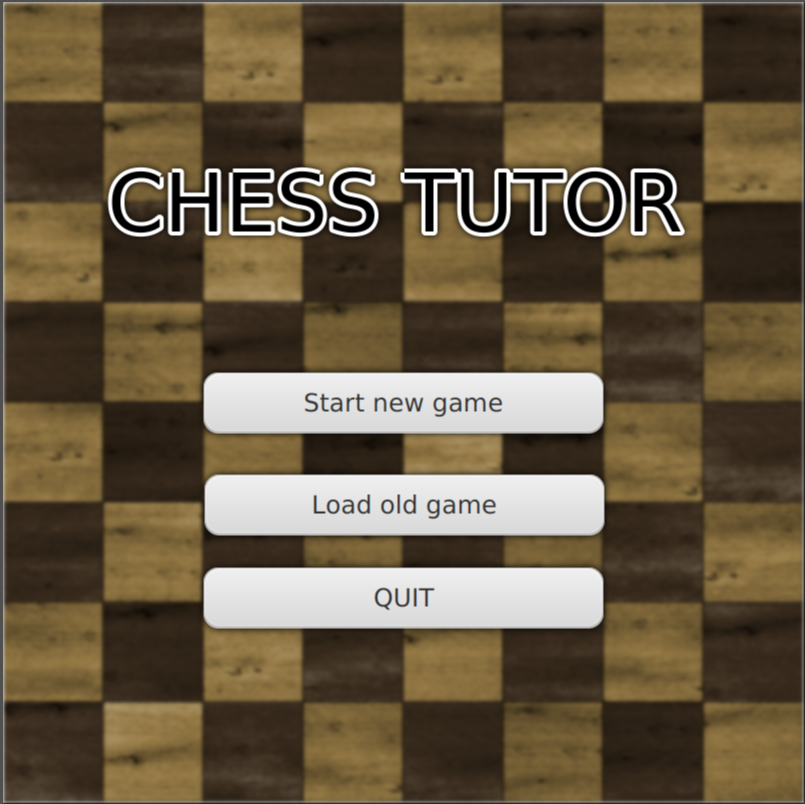 CHESS TUTOR
Start new game
Load old game
QUIT